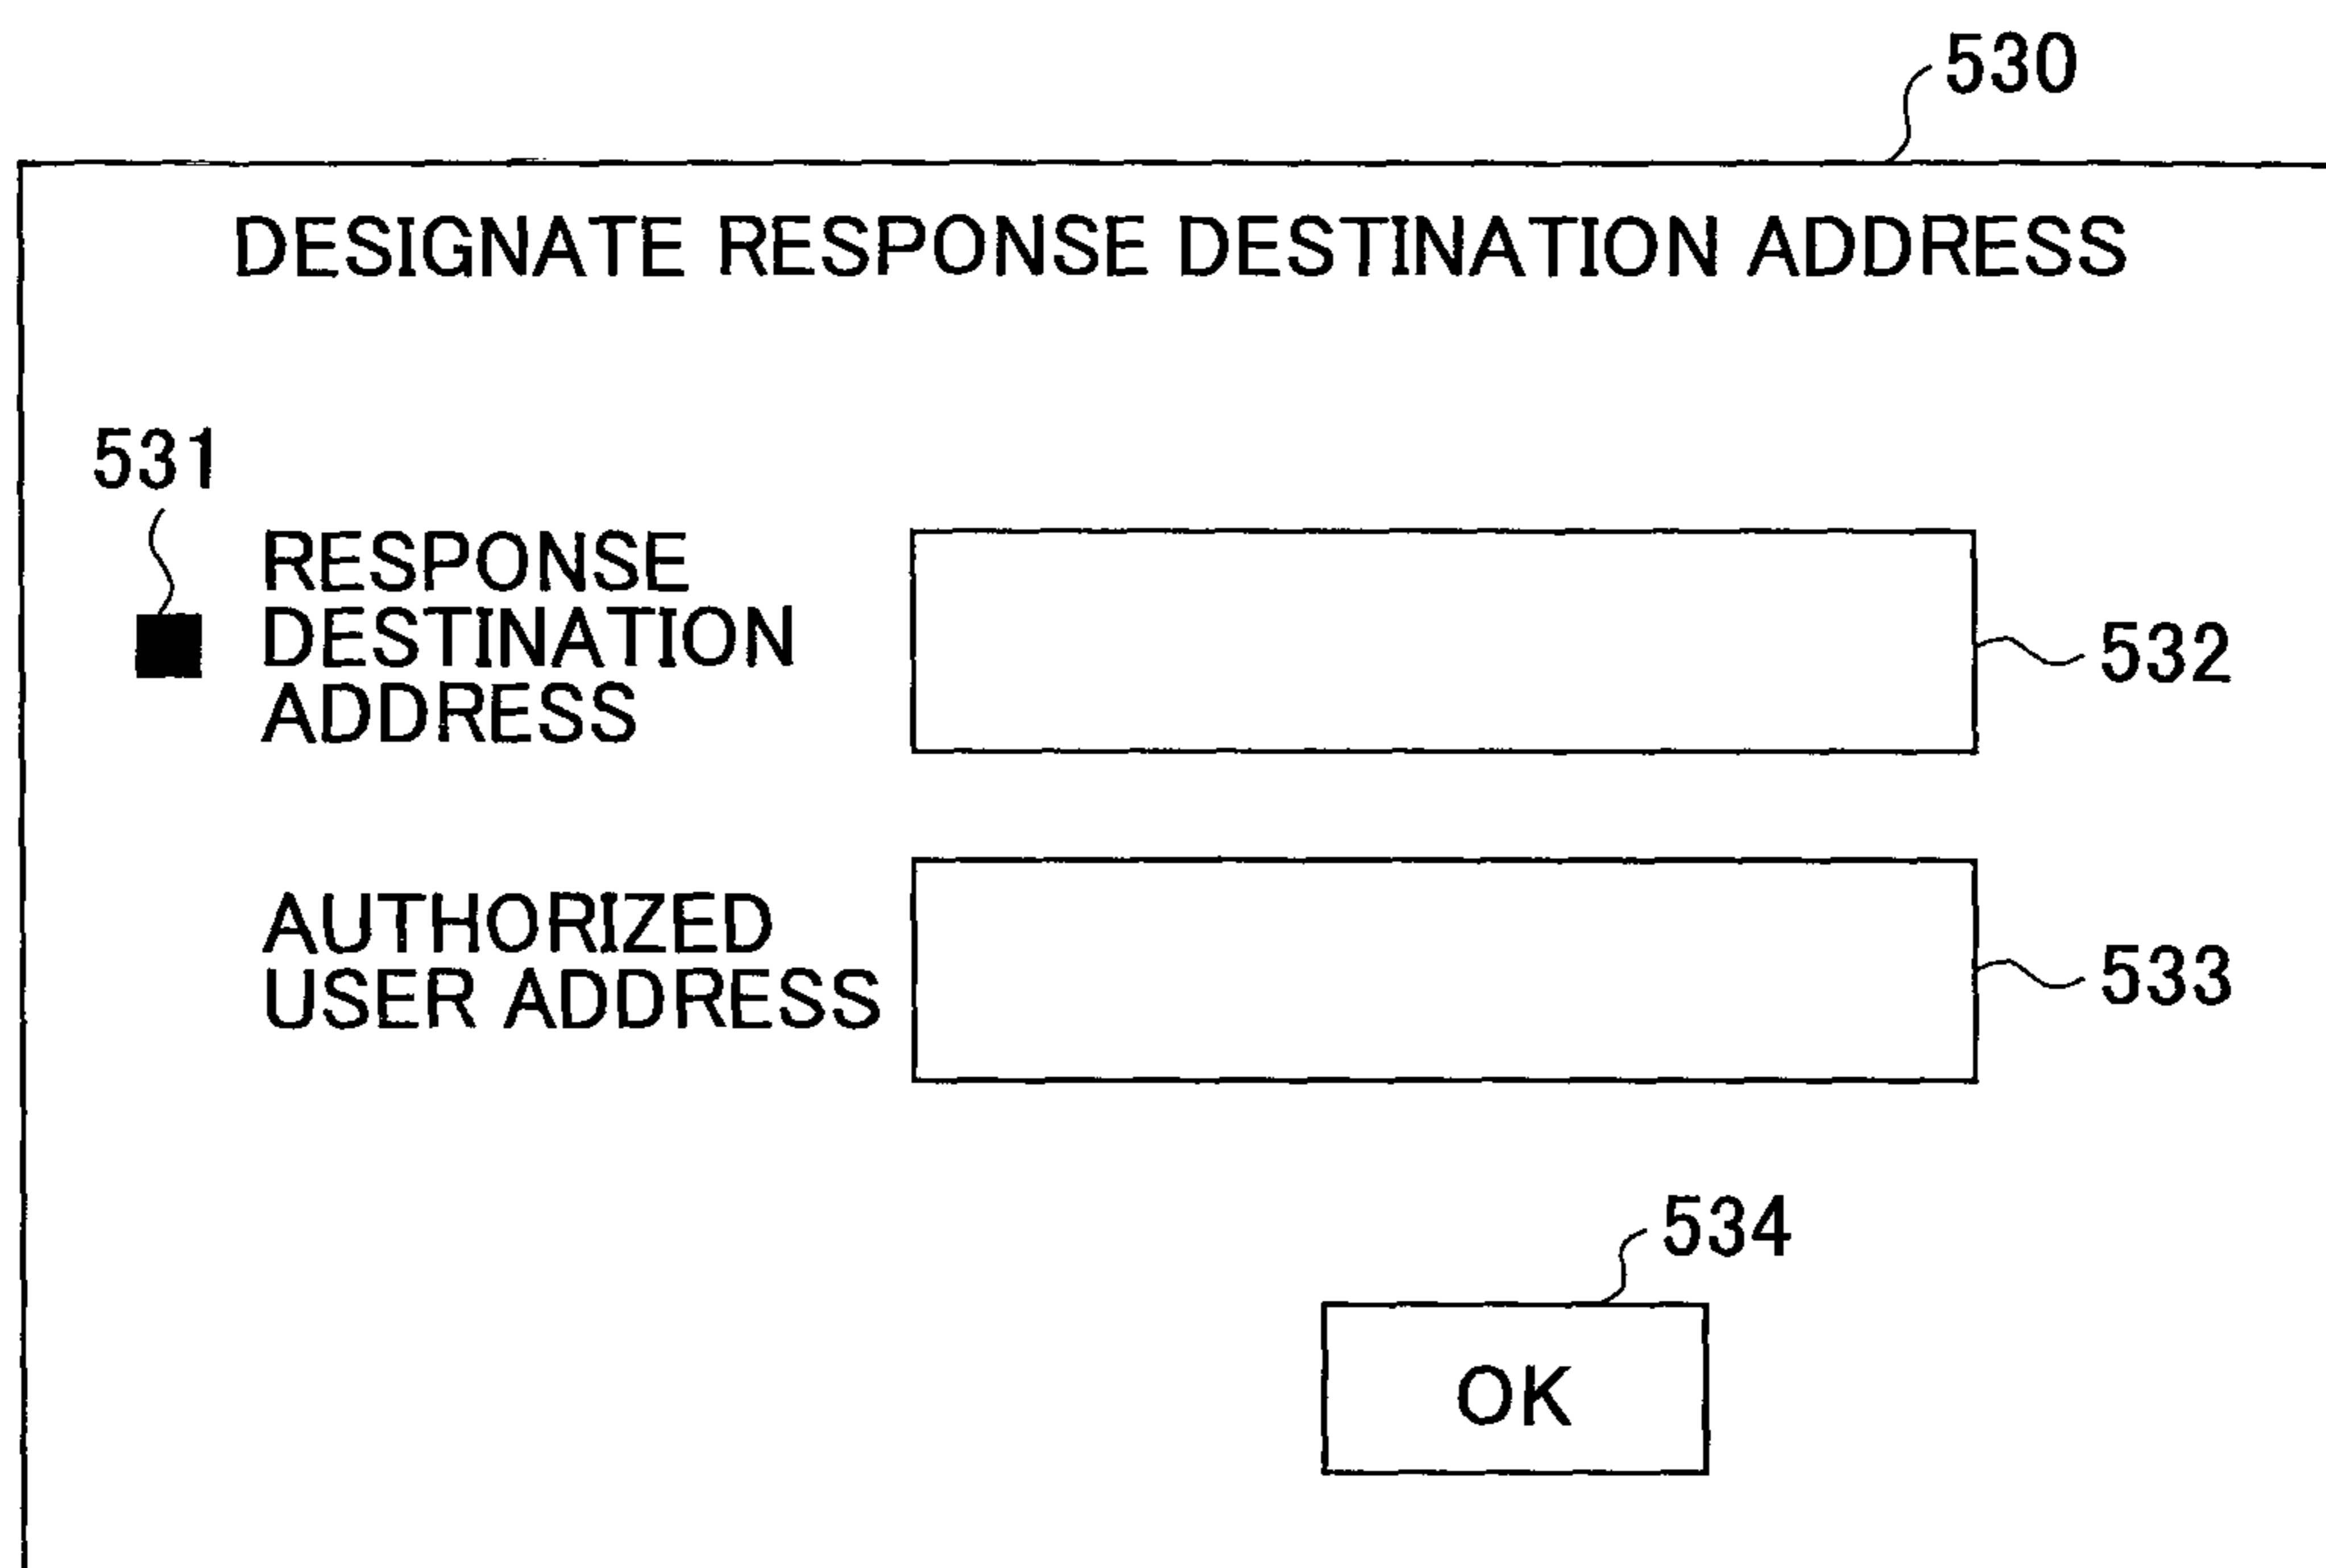 530
DESIGNATE RESPONSE DESTINATION ADDRESS
531
RESPONSE
DESTINATION
ADDRESS
532
AUTHORIZED
USER ADDRESS
533
534
OK